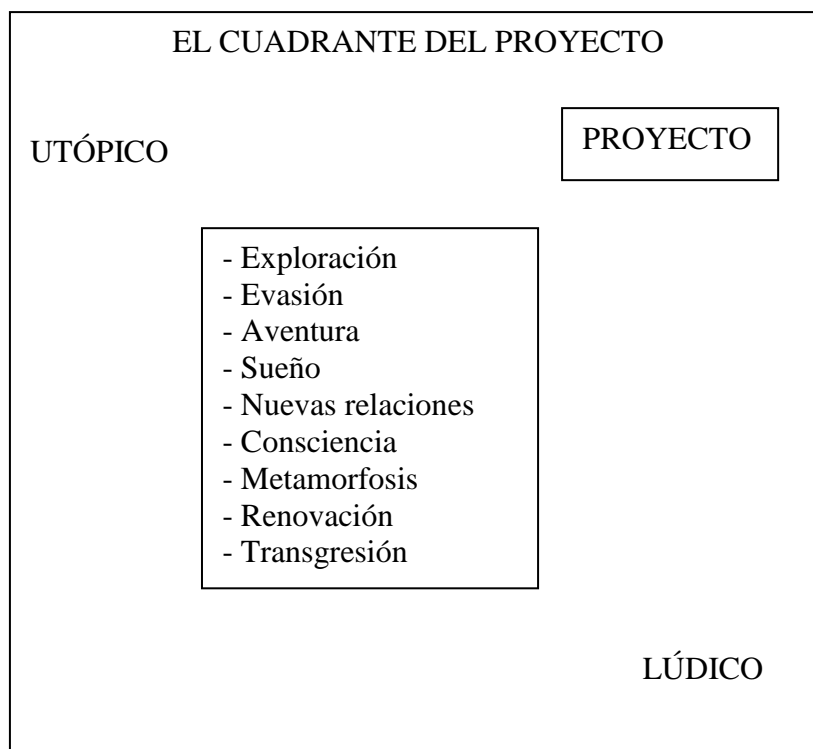 EL CUADRANTE DEL PROYECTO
PROYECTO
UTÓPICO
- Exploración
- Evasión
- Aventura
- Sueño
- Nuevas relaciones
- Consciencia
- Metamorfosis
- Renovación
- Transgresión
LÚDICO